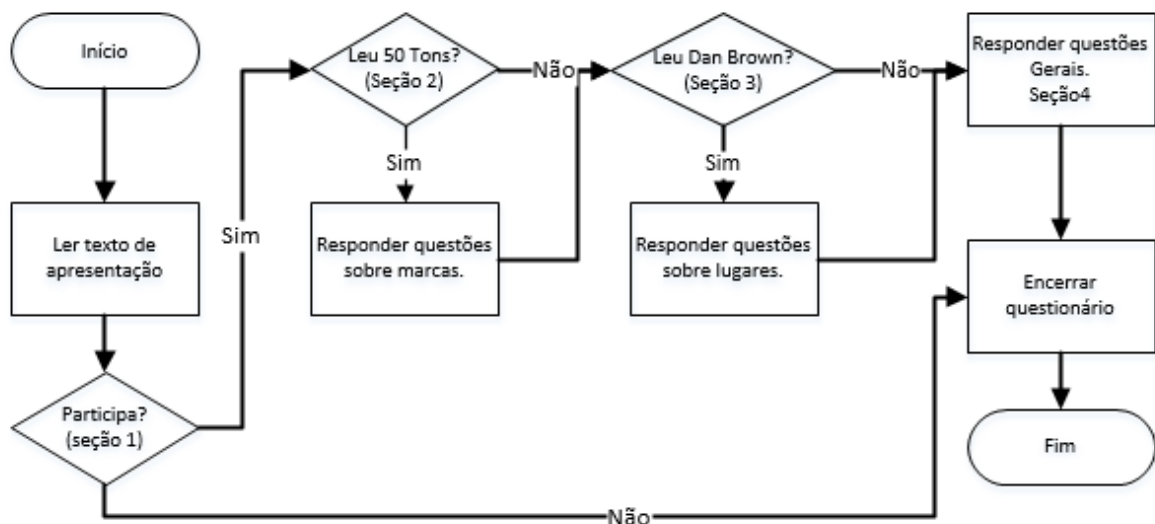 Início
Ler texto de
apresentação
Participa?
(seção 1)
Sim
Não
Leu 50 Tons?
(Seção 2)
Não
Sim
Responder questões
sobre marcas.
Leu Dan Brown?
(Seção 3)
Não
Sim
Responder questões
sobre lugares.
Responder questões
Gerais.
Seção4
Encerrar
questionário
Fim